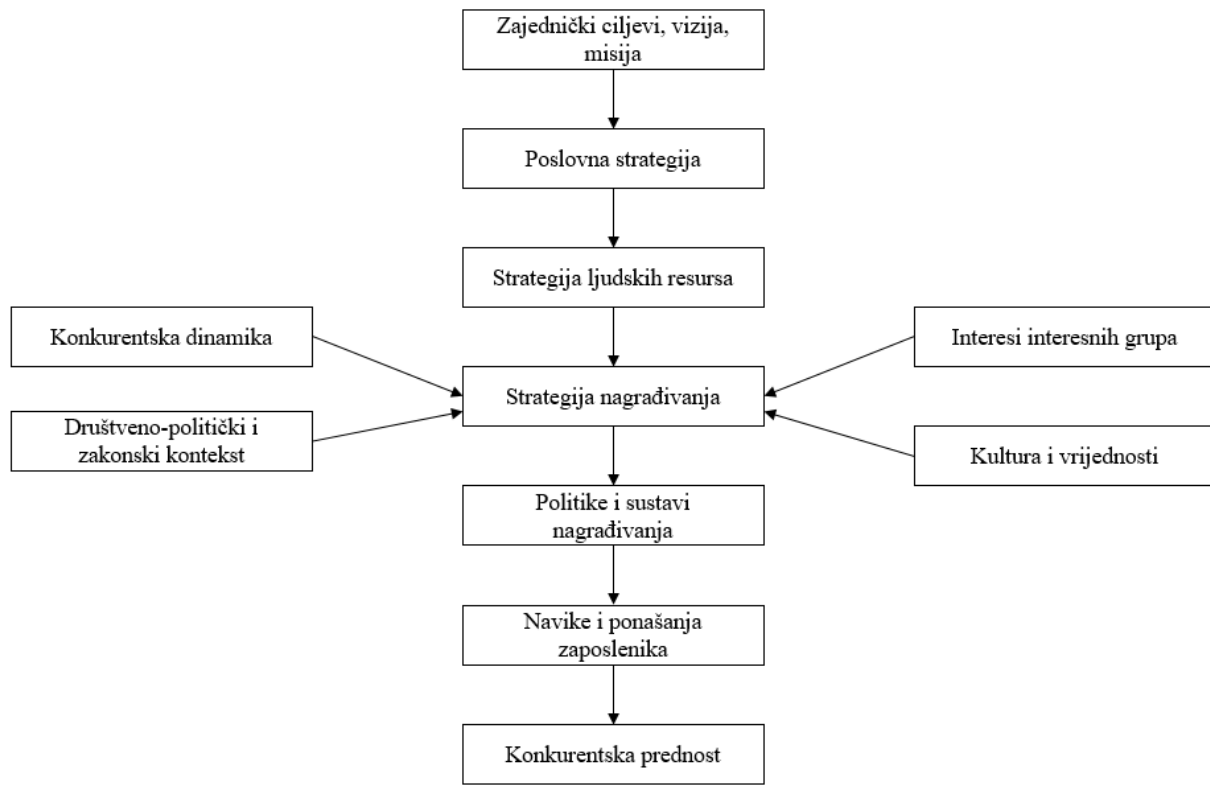 Zajednički ciljevi, vizija,
misija
Poslovna strategija
Strategija ljudskih resursa
Konkurentska dinamika
Interesi interesnih grupa
Strategija nagrađivanja
Društveno-politički i
zakonski kontekst
Kultura i vrijednosti
Politike i sustavi
nagrađivanja
Navike i ponašanja
zaposlenika
Konkurentska prednost